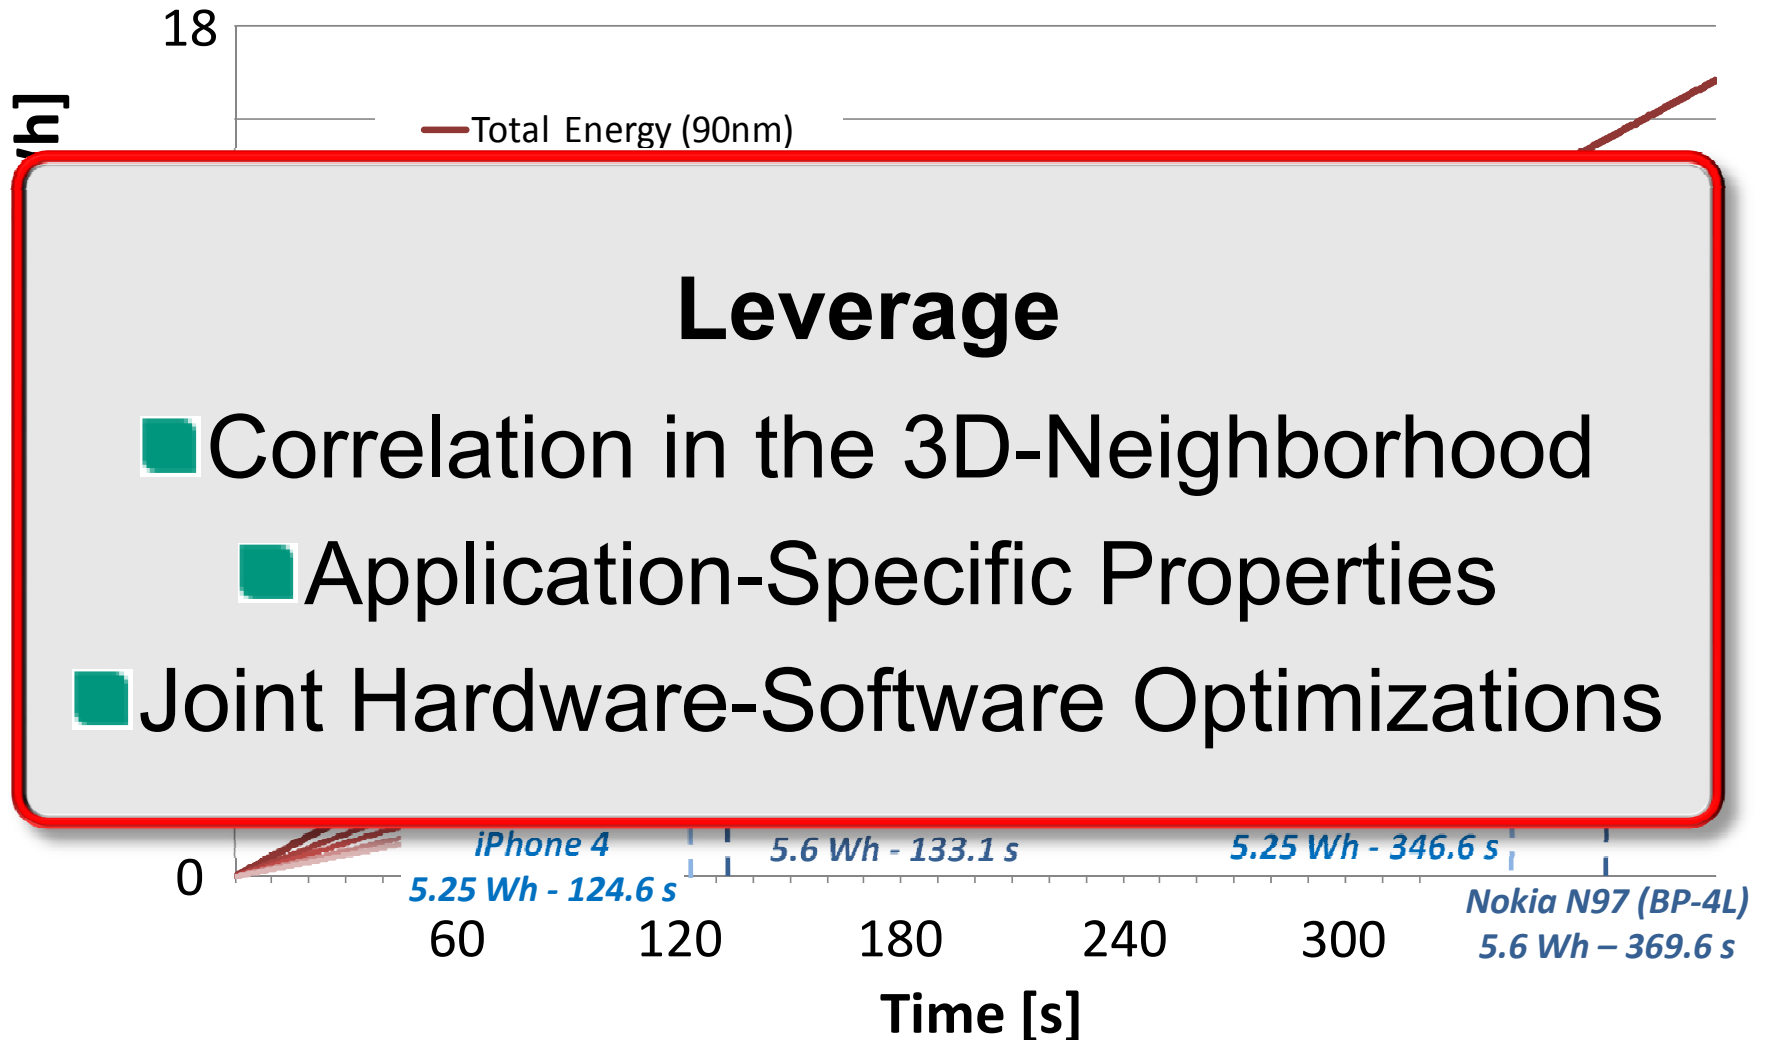 18
/h]
Total Energy (90nm)
Leverage
Correlation in the 3D-Neighborhood
Application-Specific Properties
Joint Hardware-Software Optimizations
iPhone 4
5.25 Wh - 124.6 s
5.6 Wh - 133.1 s
5.25 Wh - 346.6 s
Nokia N97 (BP-4L)
5.6 Wh – 369.6 s
0
60 120 180 240 300
Time [s]